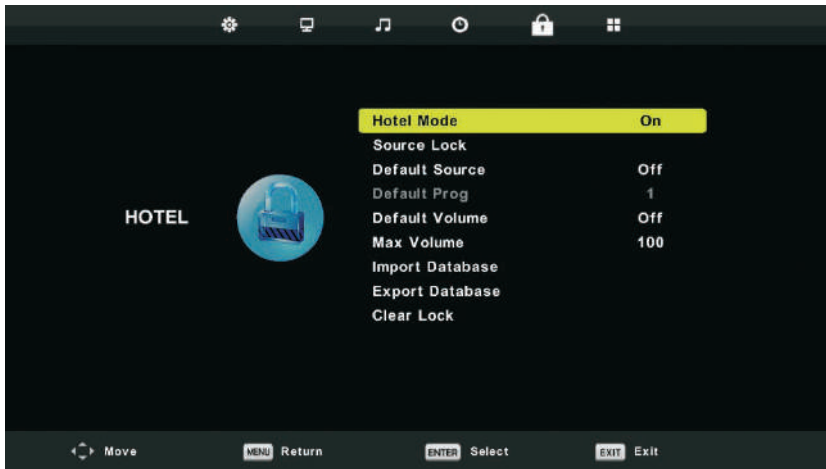 Hotel Mode On
Source Lock
Default Source Off
Default Prog 1
HOTEL
Default Volume Off
Max Volume 100
Import Database
Export Database
Clear Lock
Move MENU Return ENTER Select EXIT Exit